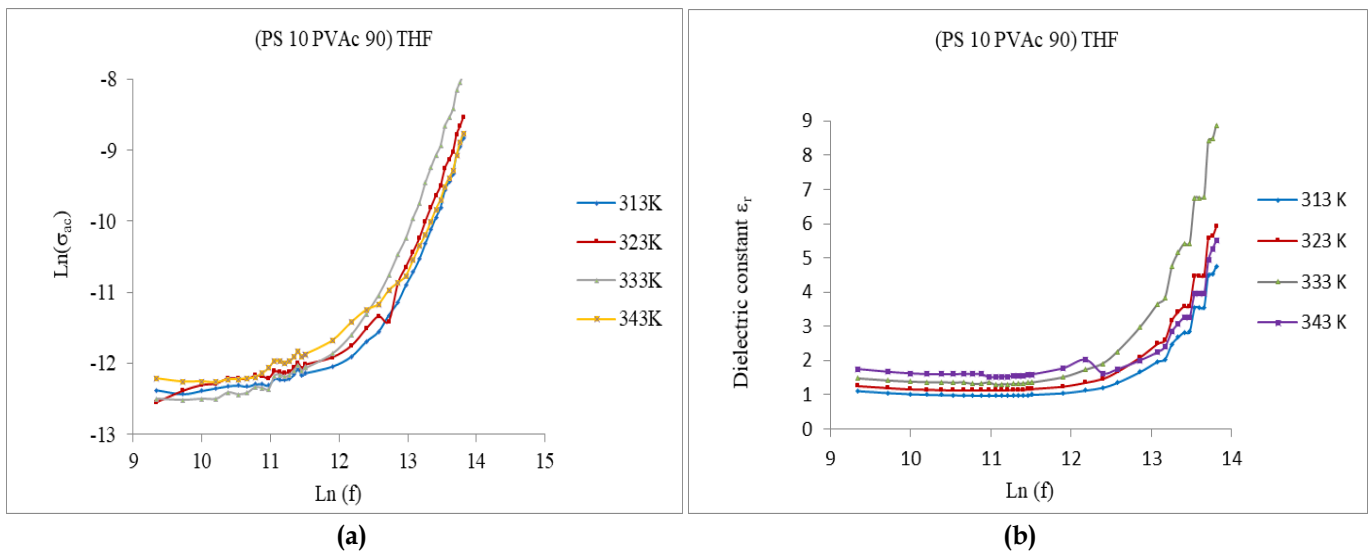 (PS 10 PVAc 90) THF
Ln(σac)
-8
-9
-10
-11
-12
-13
9 10 11 12 13 14 15
Ln (f)
313K
323K
333K
343K
(a)
(PS 10 PVAc 90) THF
Dielectric constant εr
9
8
7
6
5
4
3
2
1
0
9 10 11 12 13 14
Ln (f)
313 K
323 K
333 K
343 K
(b)